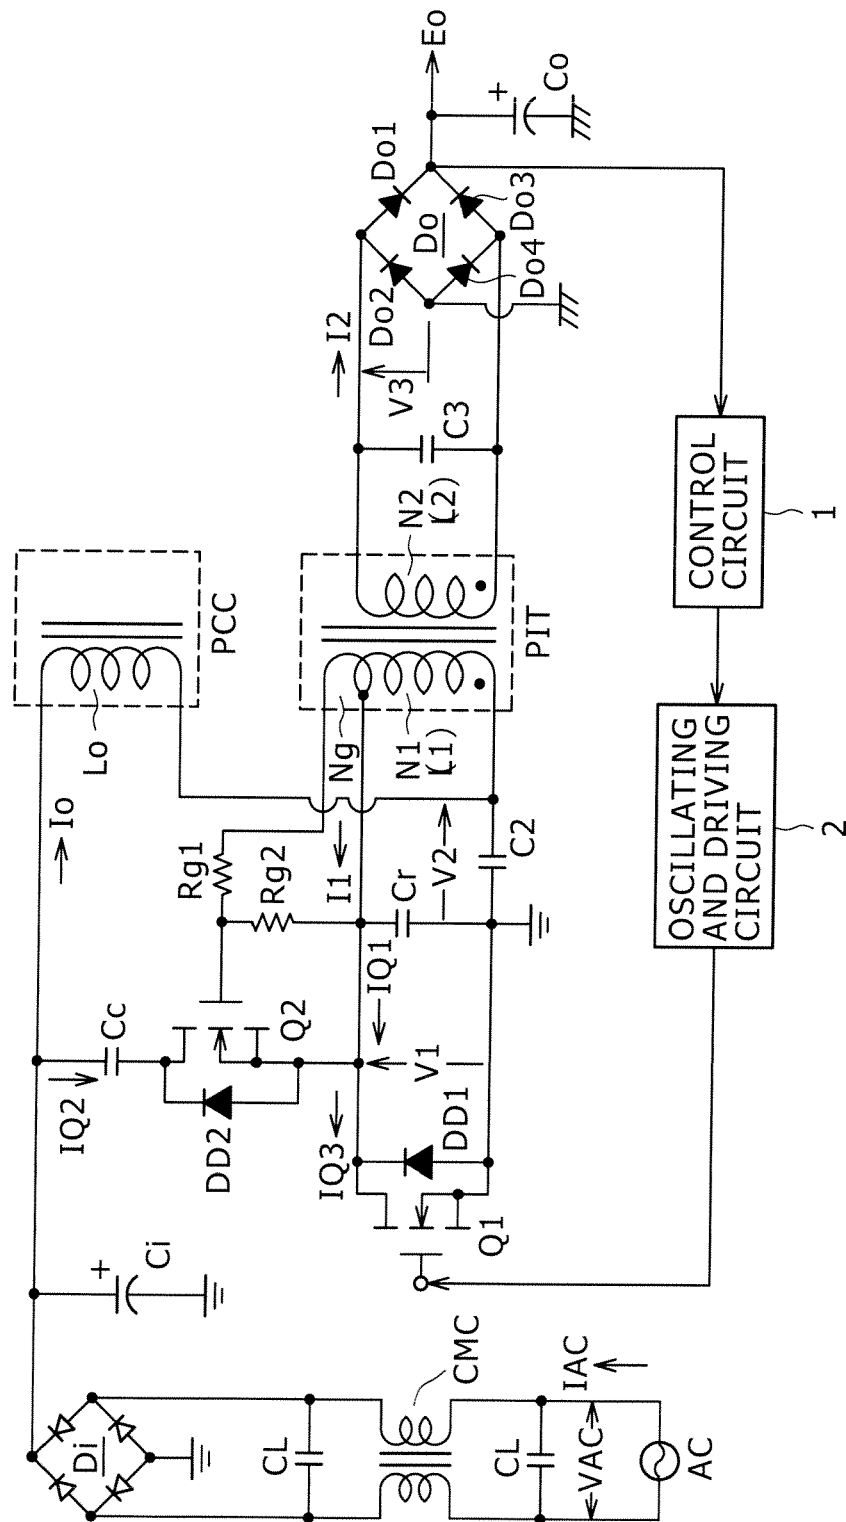 Eo
+
Co
Do1
Do
Do3
Do2
Do4
I2
V3
C3
N2
(L2)
CONTROL
CIRCUIT
1
PCC
PIT
Lo
Ng
N1
(L1)
OSCILLATING
AND DRIVING
CIRCUIT
2
Io
Rg1
Rg2
I1
V2
C2
Cr
IQ1
Cc
Q2
V1
IQ2
DD2
IQ3
DD1
Q1
+
Ci
CMC
Di
CL
CL
IAC
VAC
AC